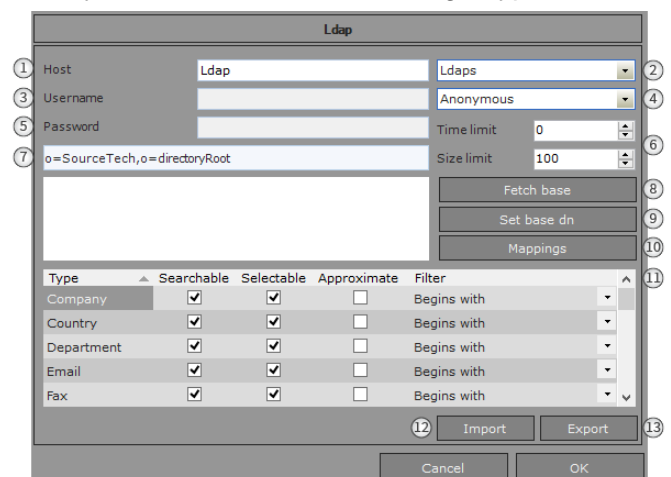 Ldap
1 Host Ldap Ldaps 2
3 Username Anonymous 4
5 Password Time limit 0
6
7 o=SourceTech,o=directoryRoot Size limit 100
Fetch base 8
Set base dn 9
Mappings 10
Type Searchable Selectable Approximate Filter 11
Company Begins with
Country Begins with
Department Begins with
Email Begins with
Fax Begins with
12 Import Export 13
Cancel OK